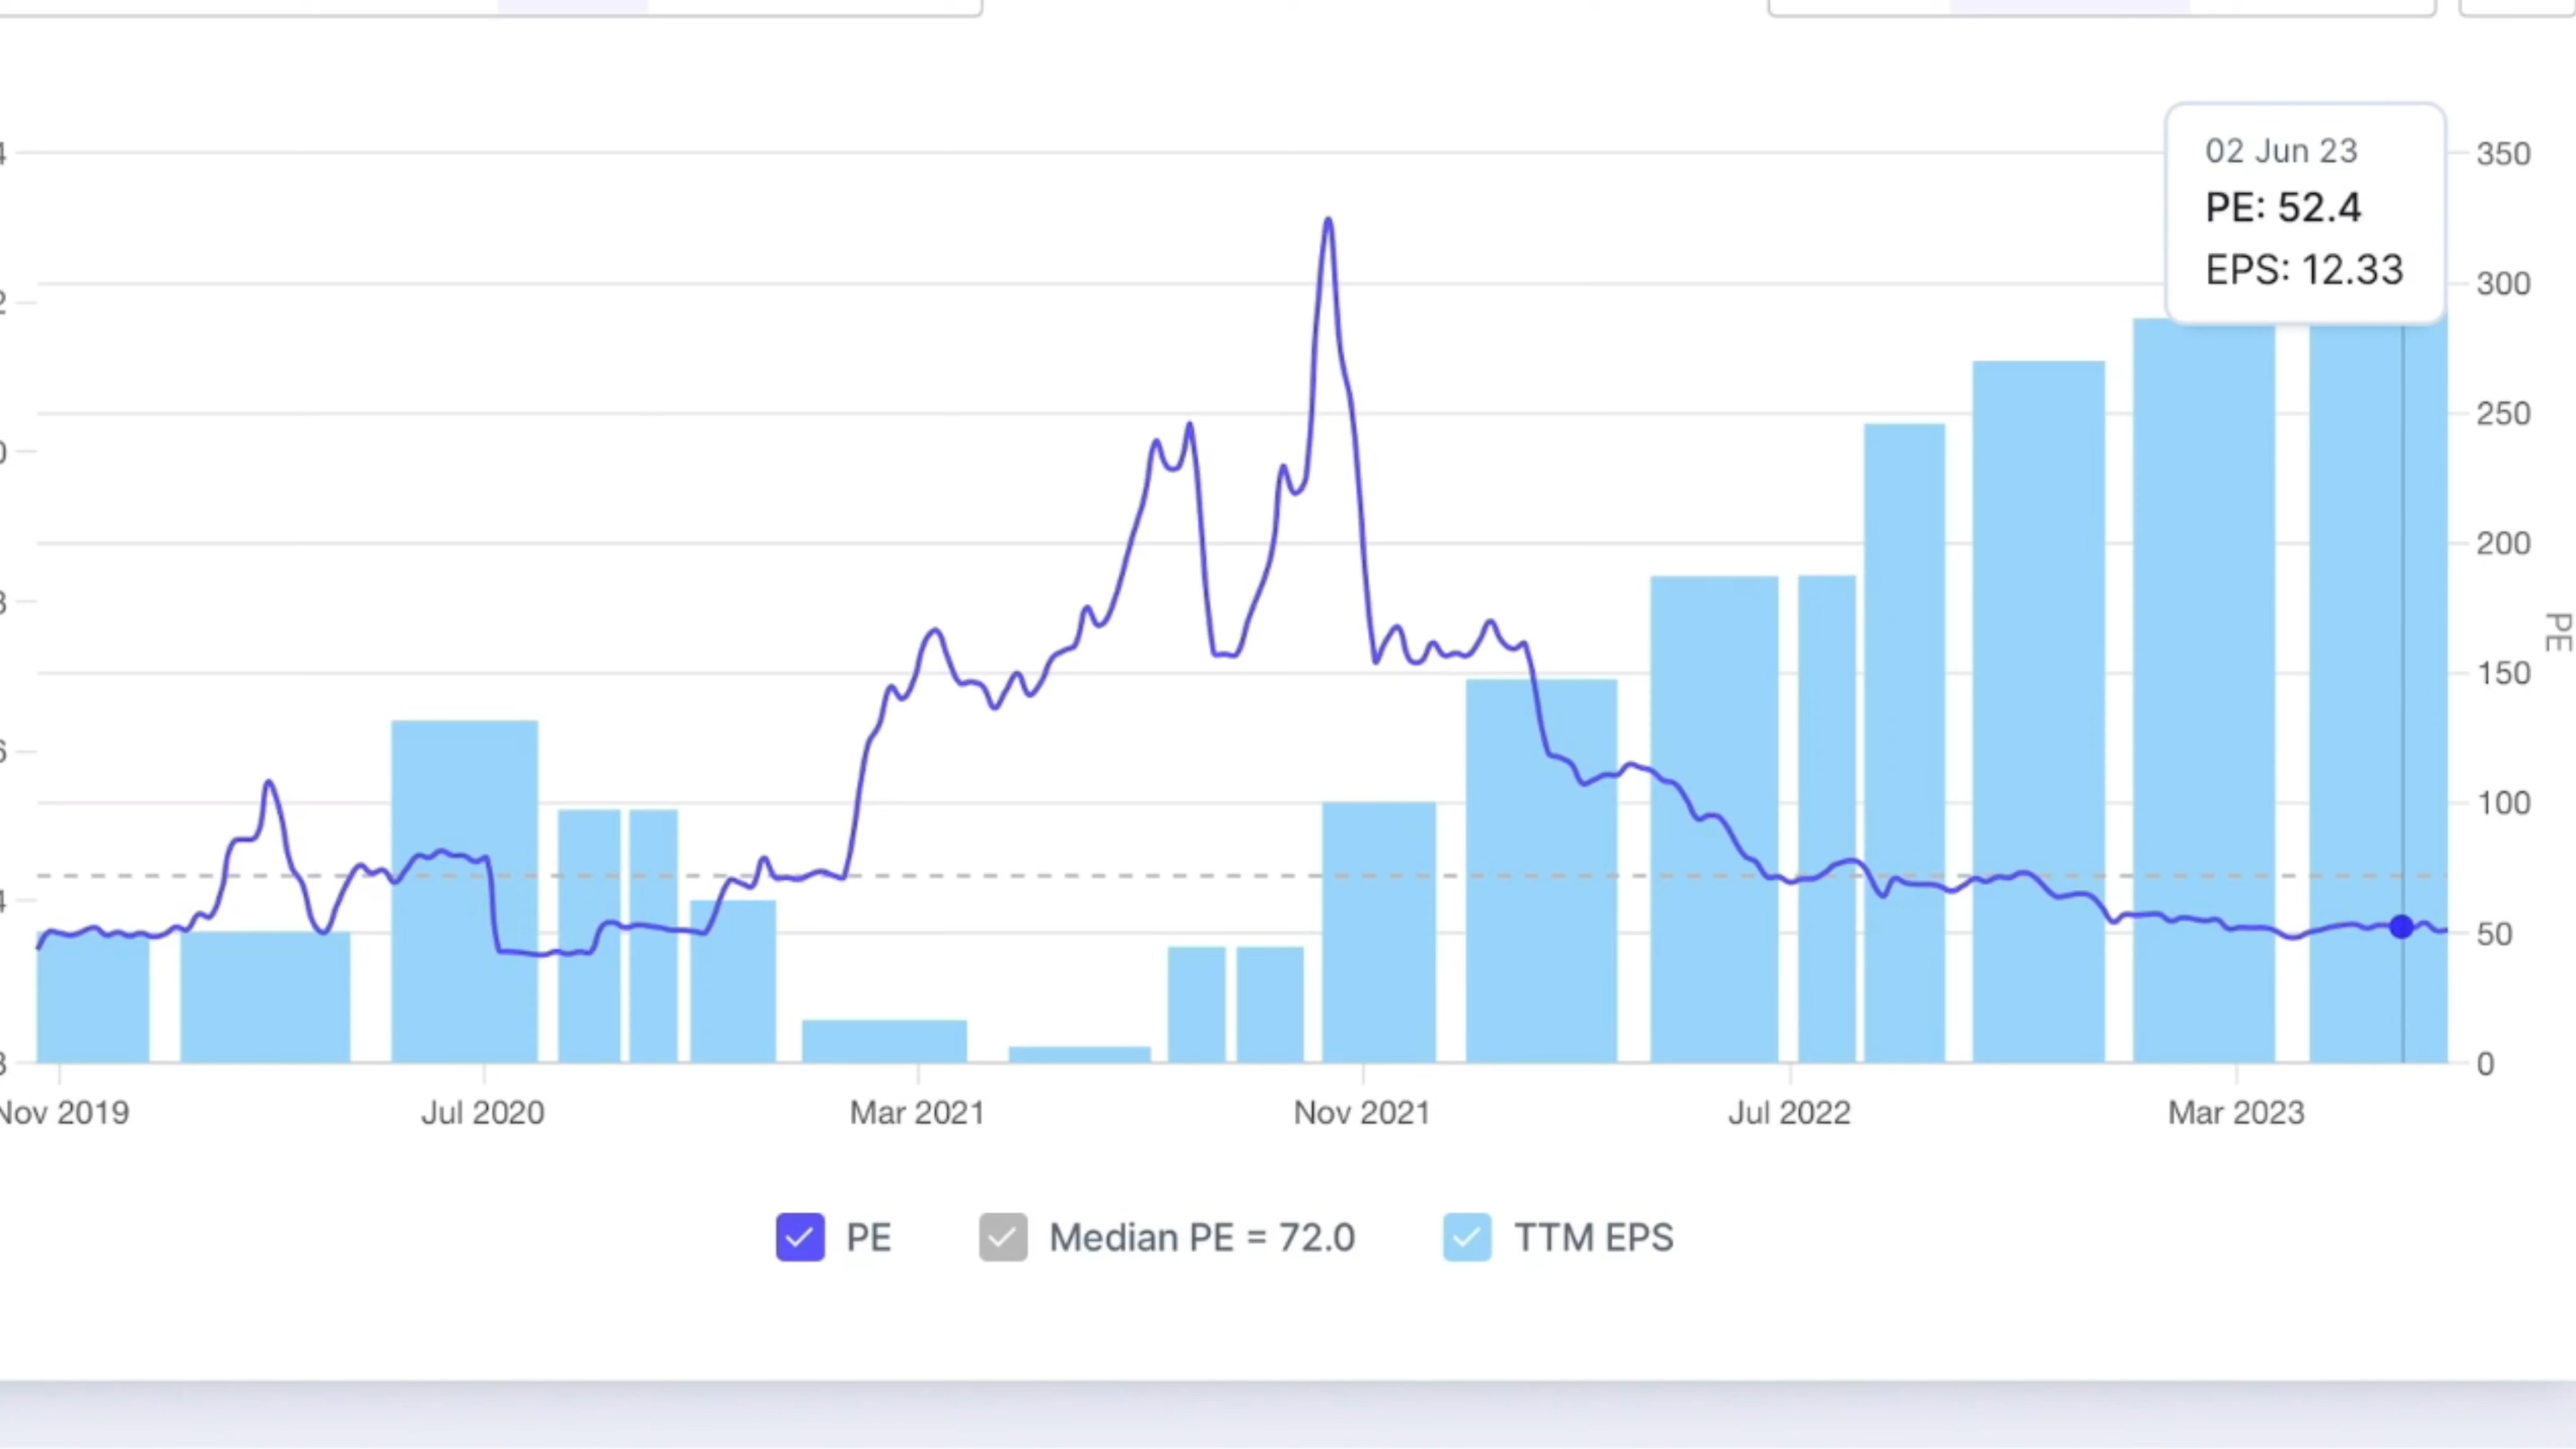 350
300
250
200
150
100
50
0
PE
02 Jun 23
PE: 52.4
EPS: 12.33
Nov 2019
Jul 2020
Mar 2021
Nov 2021
Jul 2022
Mar 2023
PE
Median PE = 72.0
TTM EPS